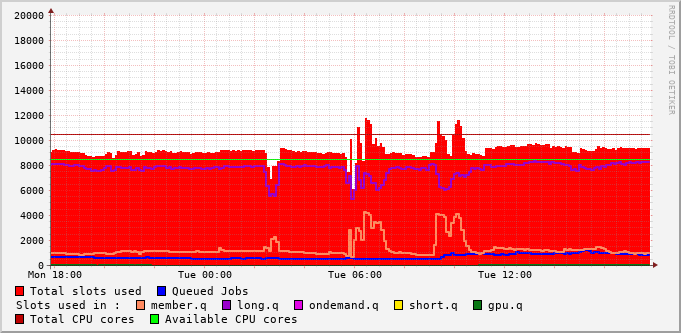 RRDTOOL / TOBI OETIKER
20000
18000
16000
14000
12000
10000
8000
6000
4000
2000
0
Mon 18:00 Tue 00:00 Tue 06:00 Tue 12:00
Total slots used Queued Jobs
Slots used in : member.q long.q ondemand.q short.q gpu.q
Total CPU cores Available CPU cores